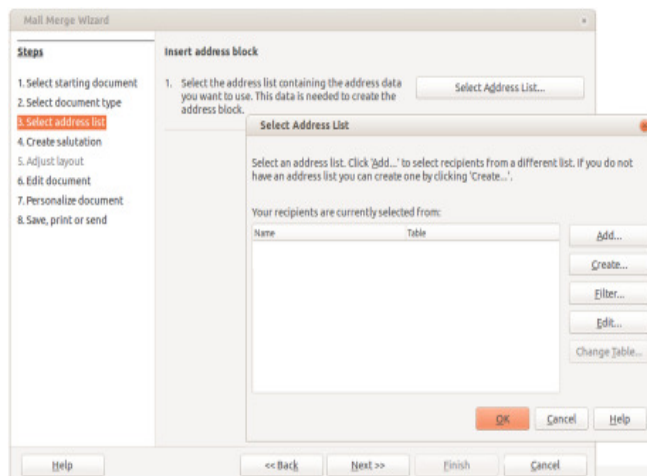 Mail Merge Wizard
Steps
1. Select starting document
2. Select document type
3. Select address list
4. Create salutation
5. Adjust layout
6. Edit document
7. Personalize document
8. Save, print or send
Insert address block
1. Select the address list containing the address data
you want to use. This data is needed to create the
address block.
Select Address List...
Select Address List
Select an address list. Click 'Add...' to select recipients from a different list. If you do not
have an address list you can create one by clicking 'Create...'.
Your recipients are currently selected from:
Name Table
Add...
Create...
Filter...
Edit...
Change Table...
OK Cancel Help
Help << Back Next >> Finish Cancel